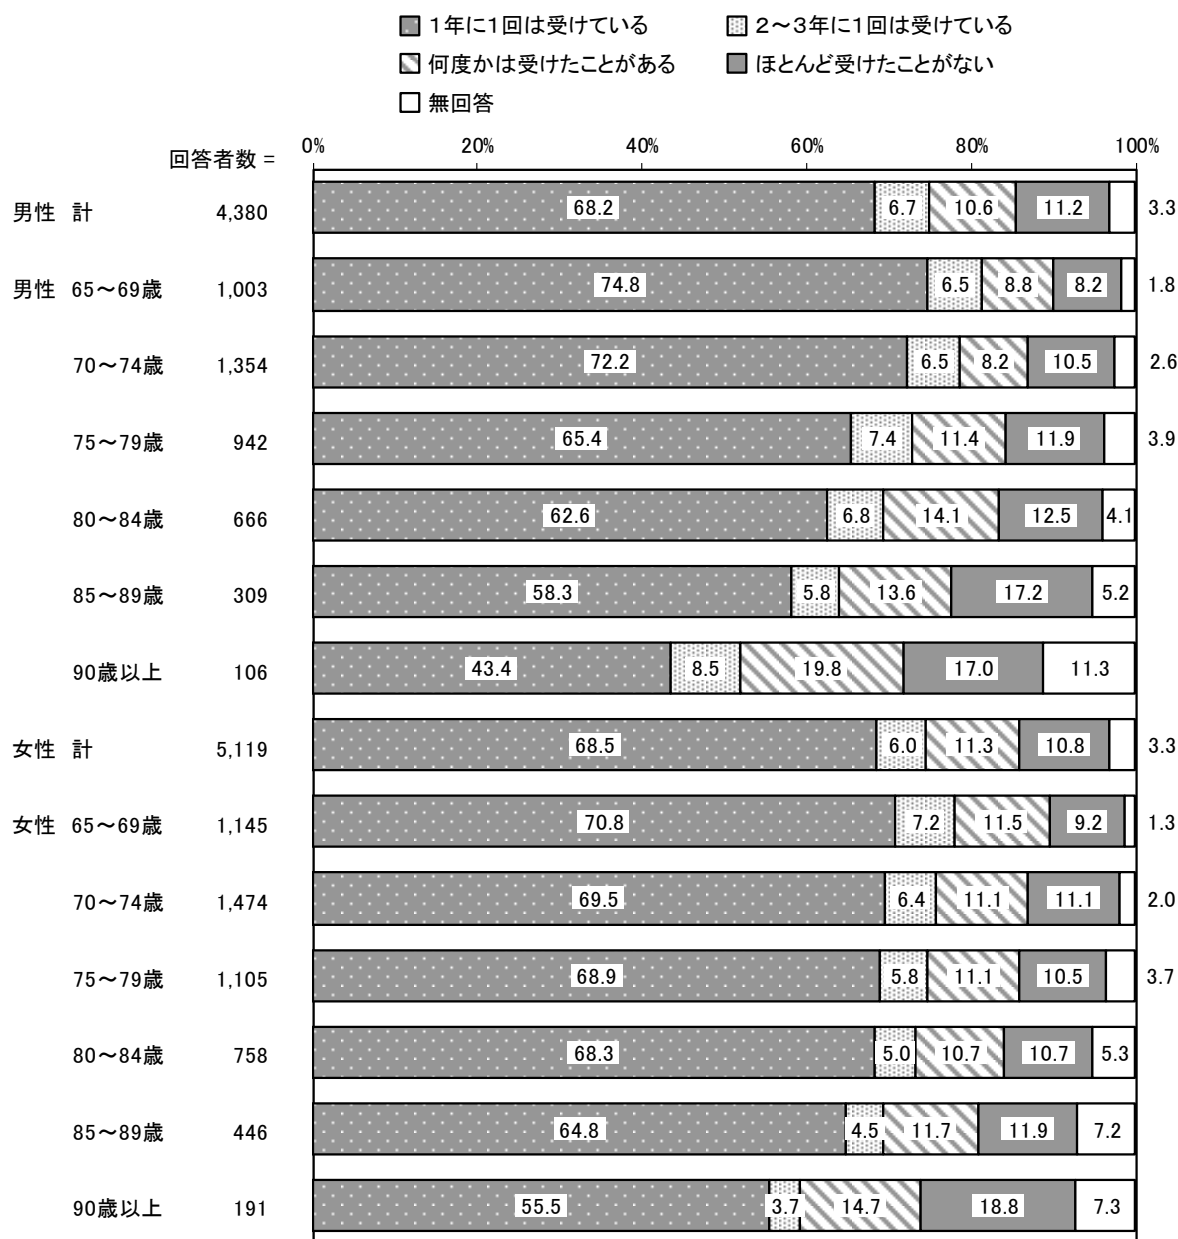 １年に１回は受けている　２～３年に１回は受けている
何度かは受けたことがある　ほとんど受けたことがない
無回答
0%　20%　40%　60%　80%　100%
回答者数 =
男性 計 4,380 68.2 6.7 10.6 11.2 3.3
男性 65～69歳 1,003 74.8 6.5 8.8 8.2 1.8
70～74歳 1,354 72.2 6.5 8.2 10.5 2.6
75～79歳 942 65.4 7.4 11.4 11.9 3.9
80～84歳 666 62.6 6.8 14.1 12.5 4.1
85～89歳 309 58.3 5.8 13.6 17.2 5.2
90歳以上 106 43.4 8.5 19.8 17.0 11.3
女性 計 5,119 68.5 6.0 11.3 10.8 3.3
女性 65～69歳 1,145 70.8 7.2 11.5 9.2 1.3
70～74歳 1,474 69.5 6.4 11.1 11.1 2.0
75～79歳 1,105 68.9 5.8 11.1 10.5 3.7
80～84歳 758 68.3 5.0 10.7 10.7 5.3
85～89歳 446 64.8 4.5 11.7 11.9 7.2
90歳以上 191 55.5 3.7 14.7 18.8 7.3